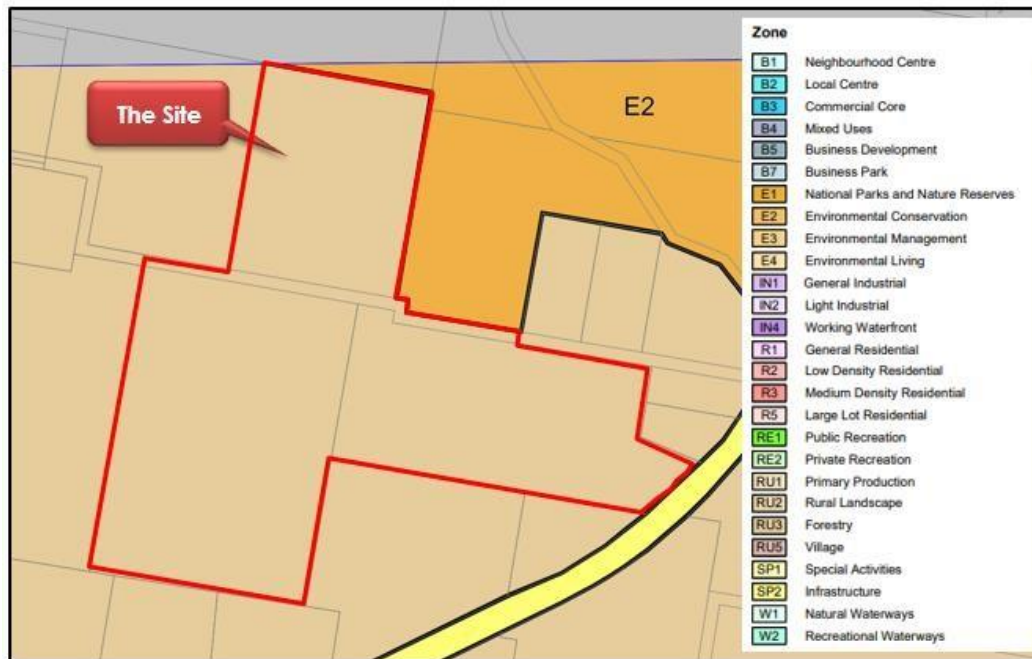 The Site
E2
Zone
B1 Neighbourhood Centre
B2 Local Centre
B3 Commercial Core
B4 Mixed Uses
B5 Business Development
B7 Business Park
E1 National Parks and Nature Reserves
E2 Environmental Conservation
E3 Environmental Management
E4 Environmental Living
IN1 General Industrial
IN2 Light Industrial
IN4 Working Waterfront
R1 General Residential
R2 Low Density Residential
R3 Medium Density Residential
R5 Large Lot Residential
RE1 Public Recreation
RE2 Private Recreation
RU1 Primary Production
RU2 Rural Landscape
RU3 Forestry
RU5 Village
SP1 Special Activities
SP2 Infrastructure
W1 Natural Waterways
W2 Recreational Waterways